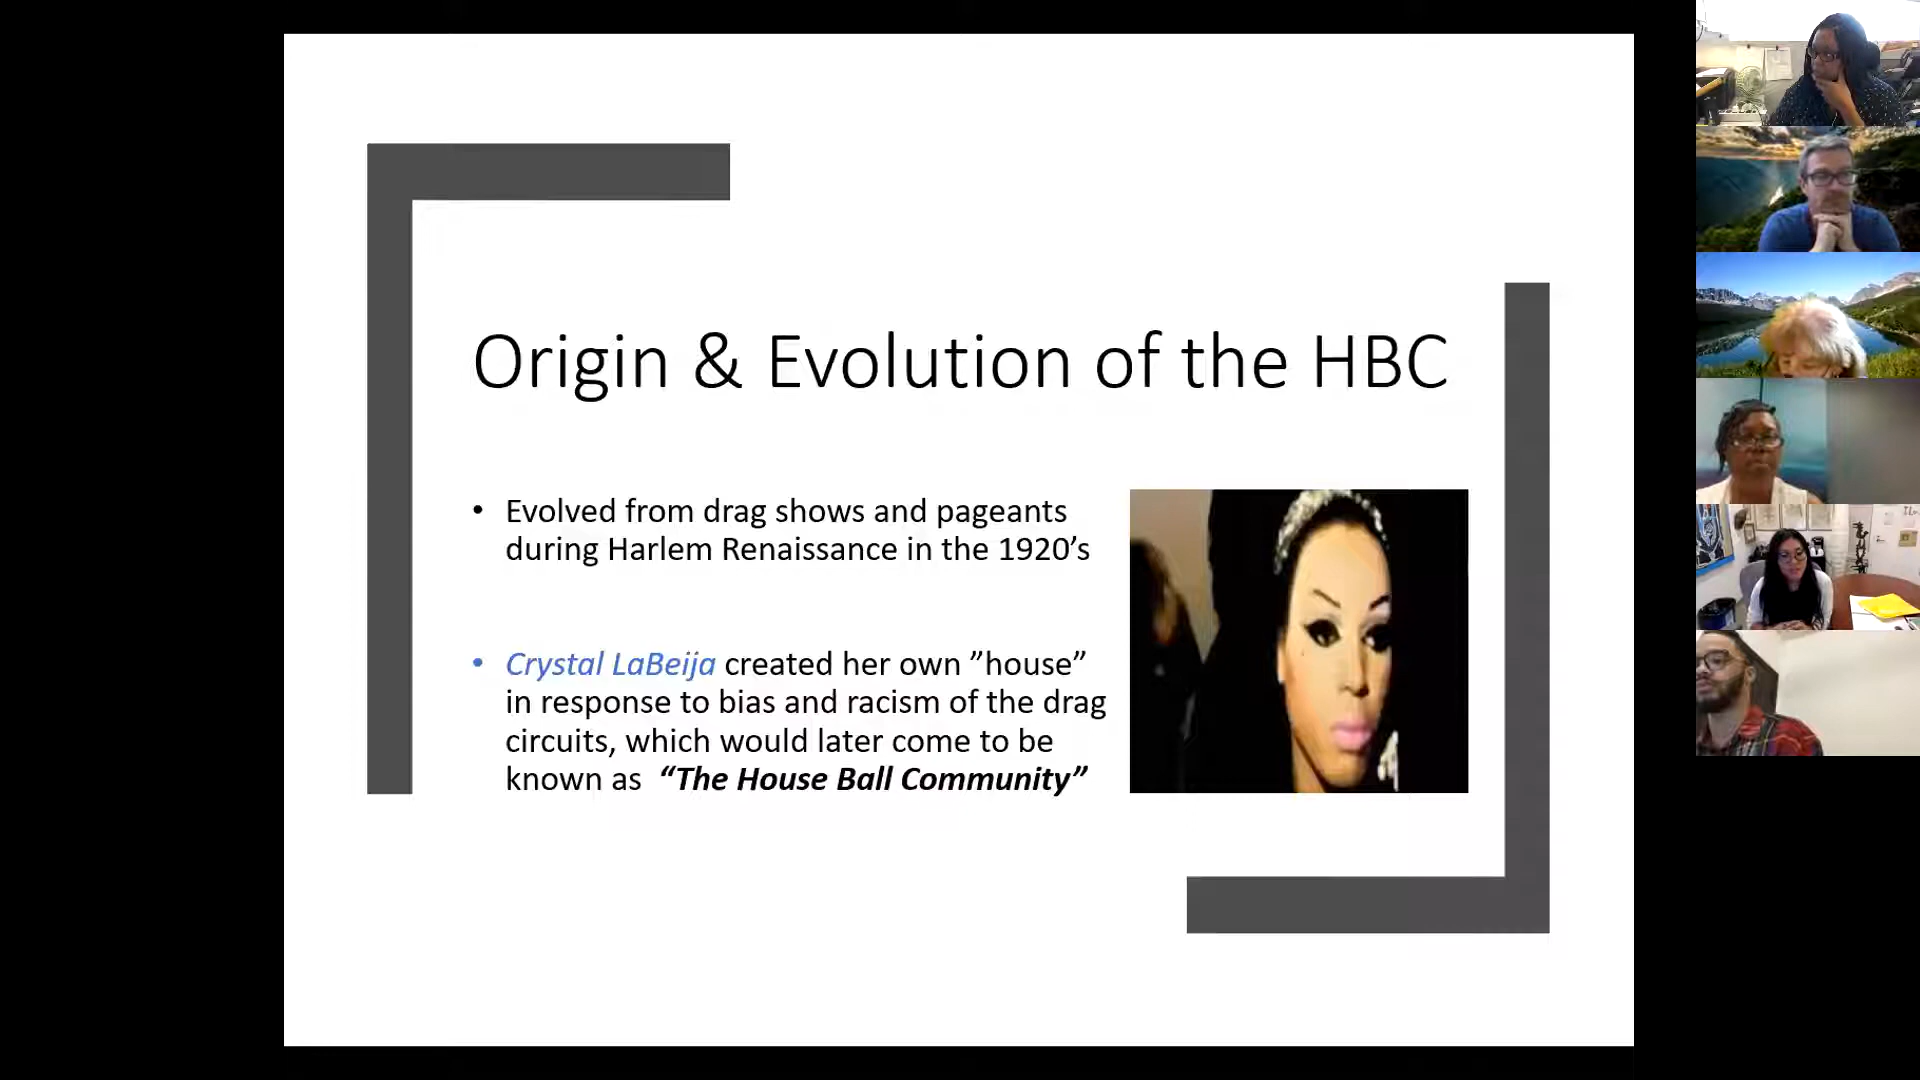 Origin & Evolution of the HBC
• Evolved from drag shows and pageants
during Harlem Renaissance in the 1920’s
• Crystal LaBeija created her own ”house”
in response to bias and racism of the drag
circuits, which would later come to be
known as “The House Ball Community”